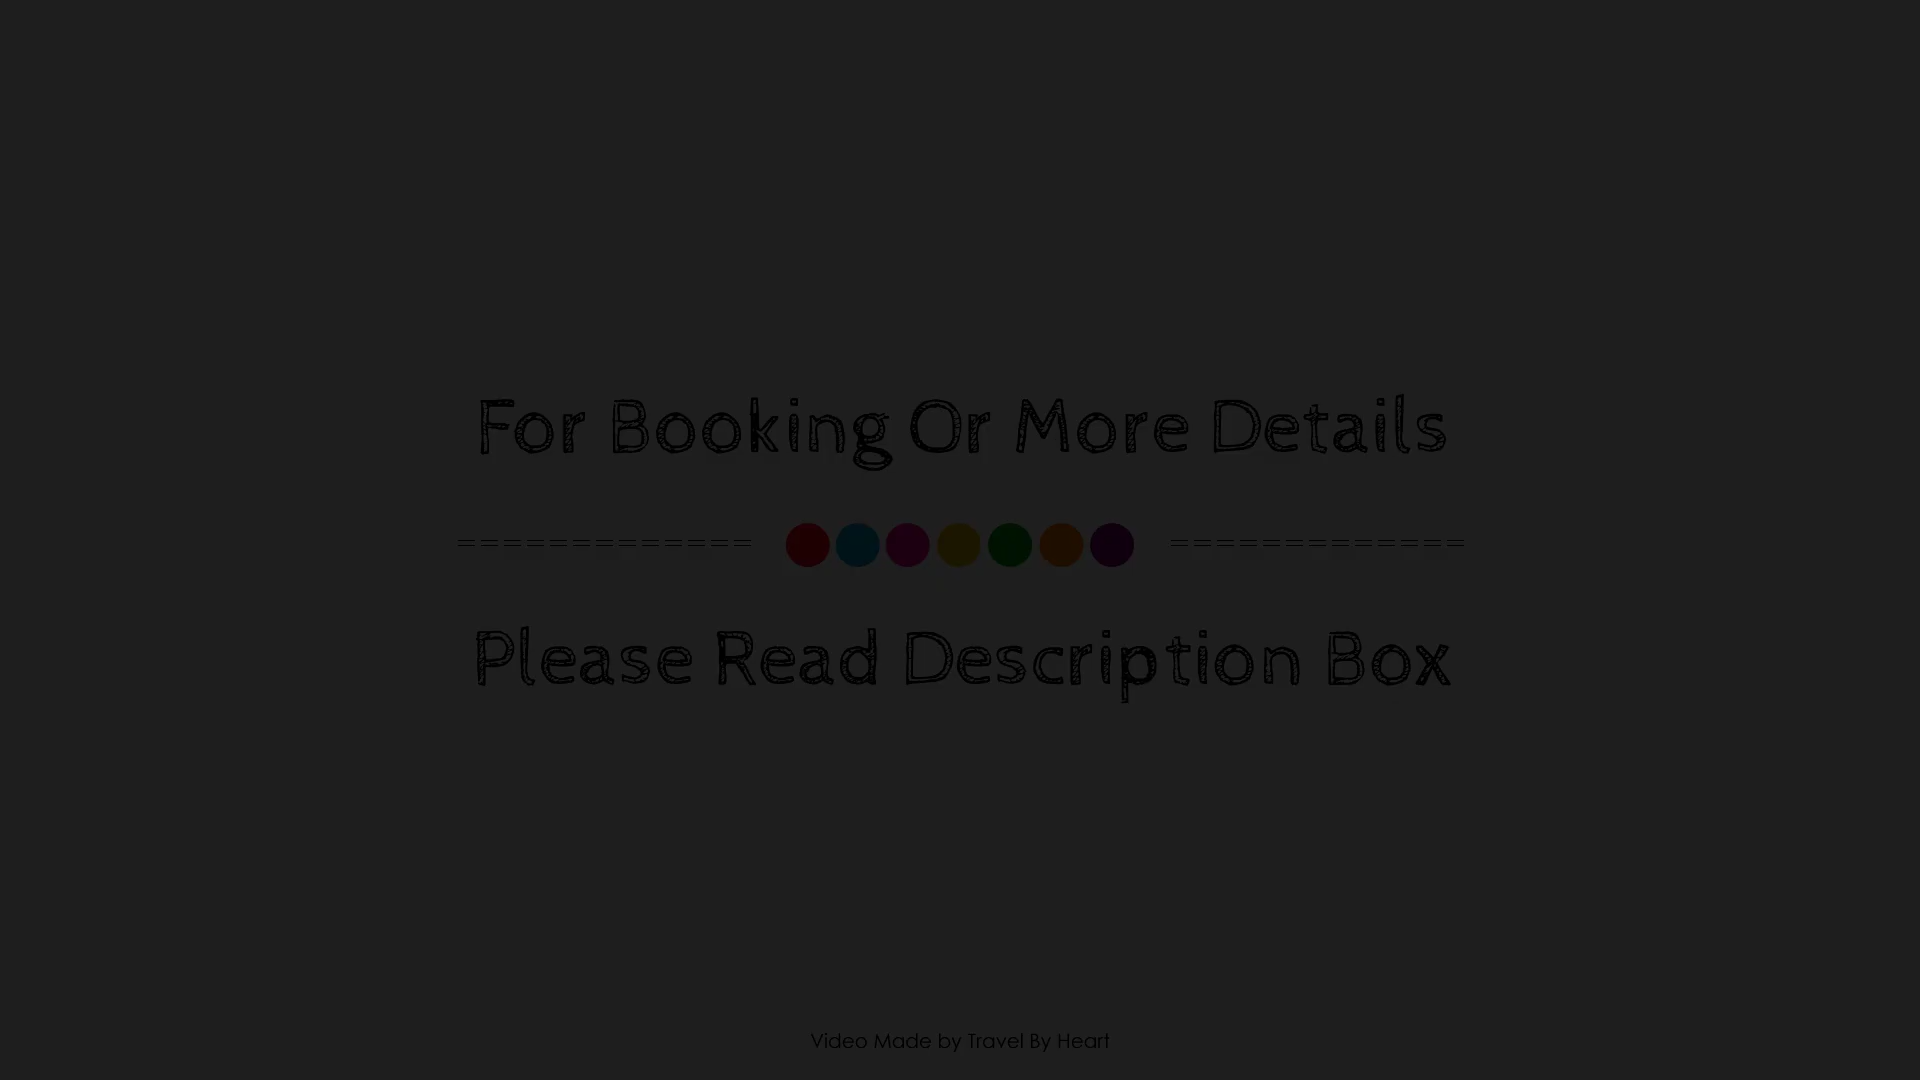 For Booking Or More Details
============= =============
Please Read Description Box
Video Made by Travel By Heart